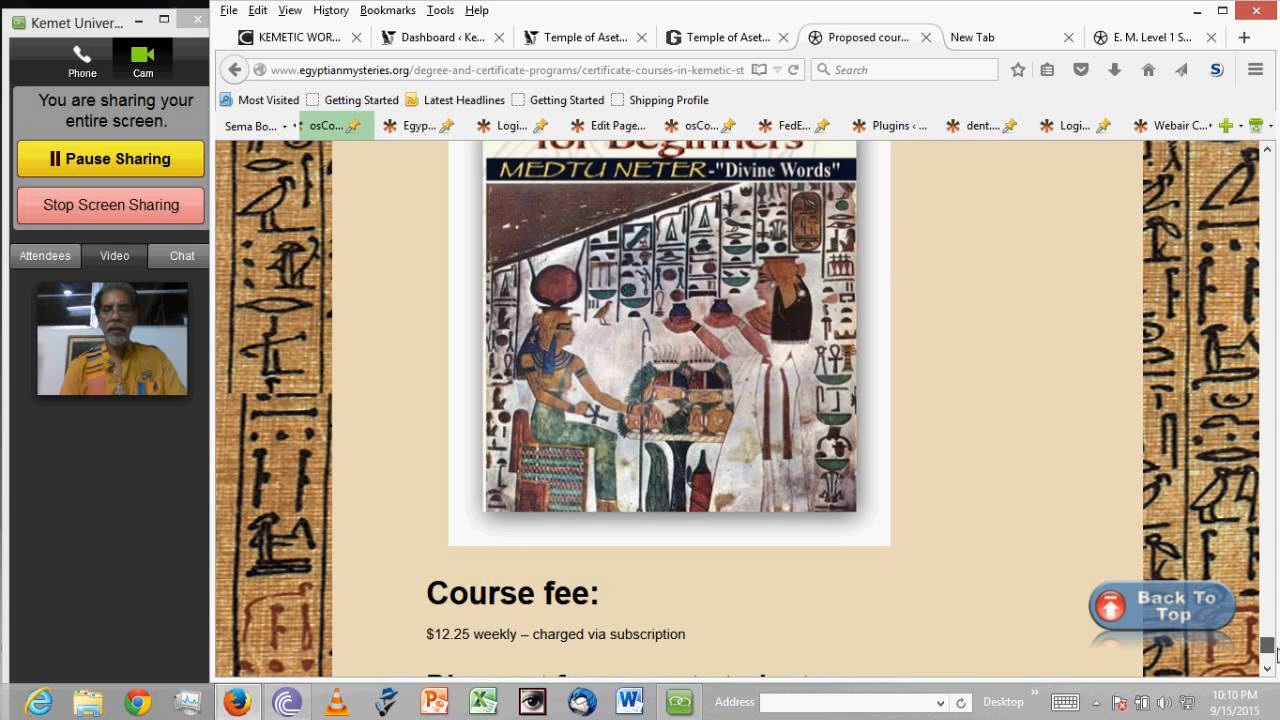 Kemet Univer...
Phone
Cam
You are sharing your
entire screen.
Pause Sharing
Stop Screen Sharing
Attendees
Video
Chat
File Edit View History Bookmarks Tools Help
KEMETIC WOR...
Dashboard ‹ Ke...
Temple of Aset...
Temple of Aset...
Proposed cour...
New Tab
E. M. Level 1 S...
www.egyptianmysteries.org/degree-and-certificate-programs/certificate-courses-in-kemetic-st
Search
Most Visited
Getting Started
Latest Headlines
Getting Started
Shipping Profile
Sema Bo...
osCo...
Egyp...
Logi...
Edit Page...
osCo...
FedE...
Plugins ‹ ...
dent....
Logi...
Webair C...
for Beginners
MEDTU NETER-"Divine Words"
Course fee:
$12.25 weekly – charged via subscription
Back To
Top
Address
Desktop
10:10 PM
9/15/2015